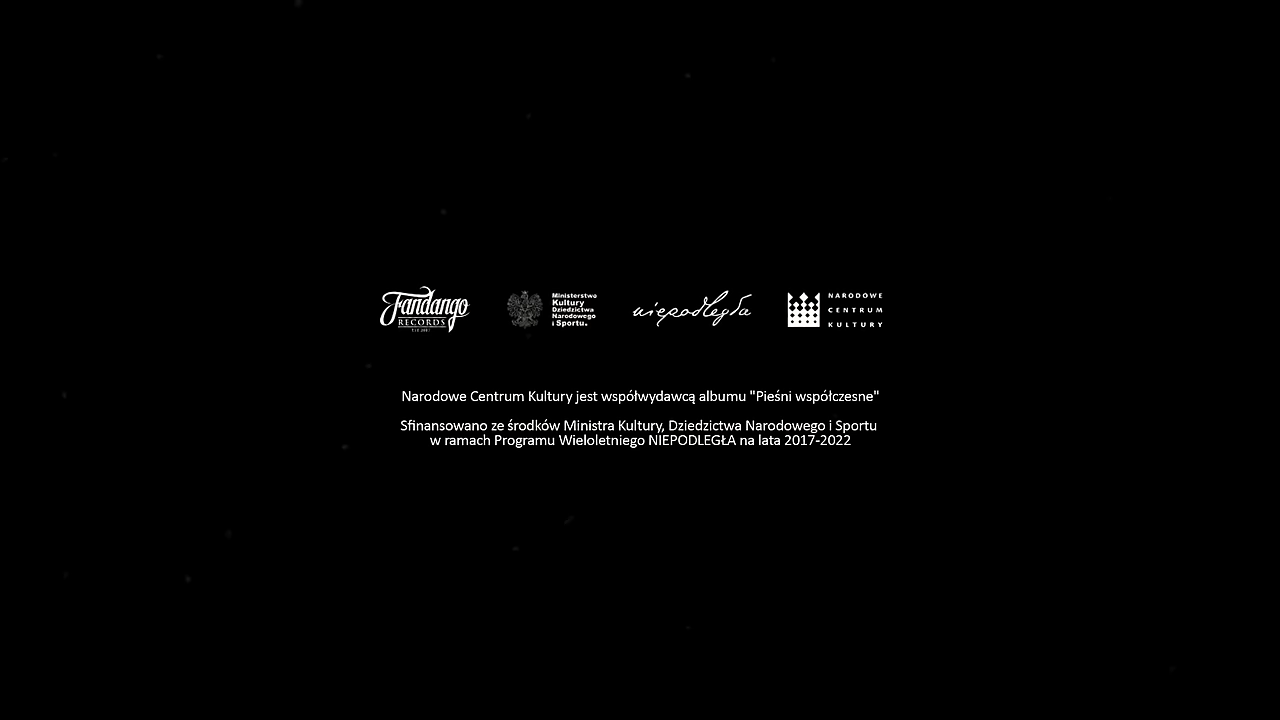 Fandango
RECORDS
Ministerstwo
Kultury
Dziedzictwa
Narodowego
i Sportu.
niepodległa
NARODOWE
CENTRUM
KULTURY
Narodowe Centrum Kultury jest współwydawcą albumu "Pieśni współczesne"
Sfinansowano ze środków Ministra Kultury, Dziedzictwa Narodowego i Sportu
w ramach Programu Wieloletniego NIEPODLEGŁA na lata 2017-2022